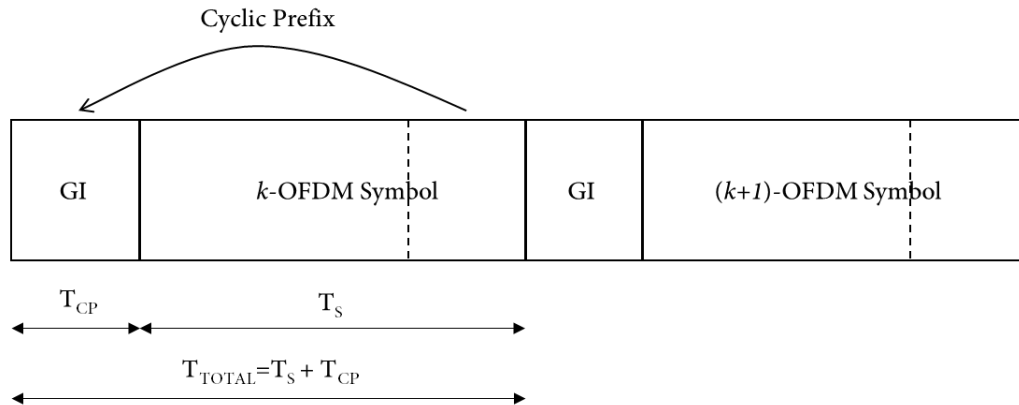 Cyclic Prefix
GI
k-OFDM Symbol
GI
(k+1)-OFDM Symbol
T_CP
T_S
T_TOTAL=T_S + T_CP